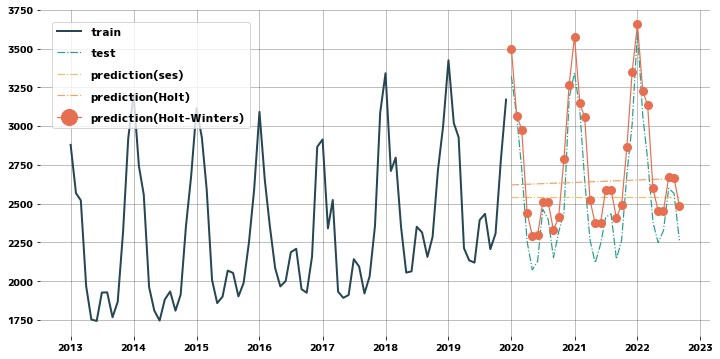 3750
3500
3250
3000
2750
2500
2250
2000
1750
train
test
prediction(ses)
prediction(Holt)
prediction(Holt-Winters)
2013 2014 2015 2016 2017 2018 2019 2020 2021 2022 2023